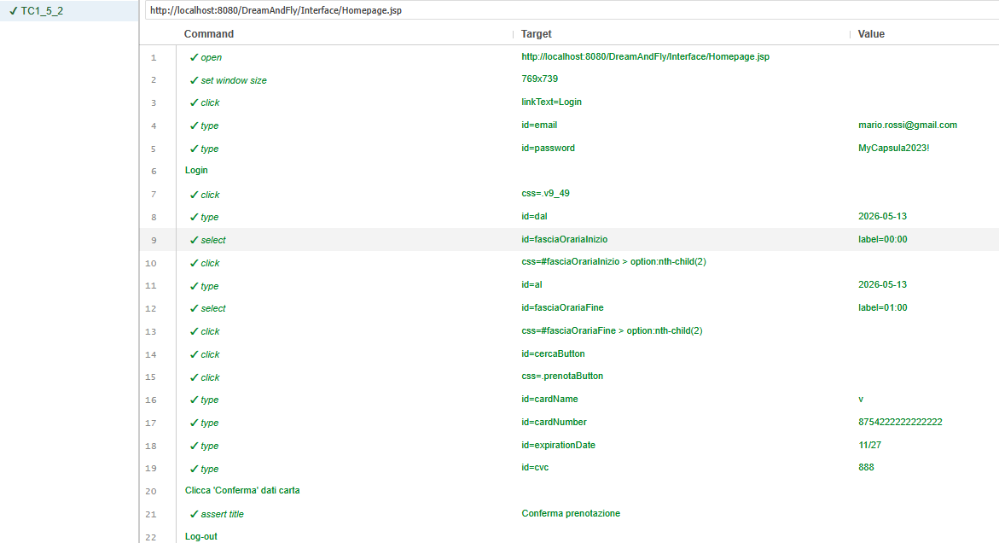 ✓ TC1_5_2
http://localhost:8080/DreamAndFly/Interface/Homepage.jsp
Command Target Value
1 ✓ open http://localhost:8080/DreamAndFly/Interface/Homepage.jsp
2 ✓ set window size 769x739
3 ✓ click linkText=Login
4 ✓ type id=email mario.rossi@gmail.com
5 ✓ type id=password MyCapsula2023!
6 Login
7 ✓ click css=.v9_49
8 ✓ type id=dal 2026-05-13
9 ✓ select id=fasciaOrariaInizio label=00:00
10 ✓ click css=#fasciaOrariaInizio > option:nth-child(2)
11 ✓ type id=al 2026-05-13
12 ✓ select id=fasciaOrariaFine label=01:00
13 ✓ click css=#fasciaOrariaFine > option:nth-child(2)
14 ✓ click id=cercaButton
15 ✓ click css=.prenotaButton
16 ✓ type id=cardName v
17 ✓ type id=cardNumber 8754222222222222
18 ✓ type id=expirationDate 11/27
19 ✓ type id=cvc 888
20 Clicca 'Conferma' dati carta
21 ✓ assert title Conferma prenotazione
22 Log-out